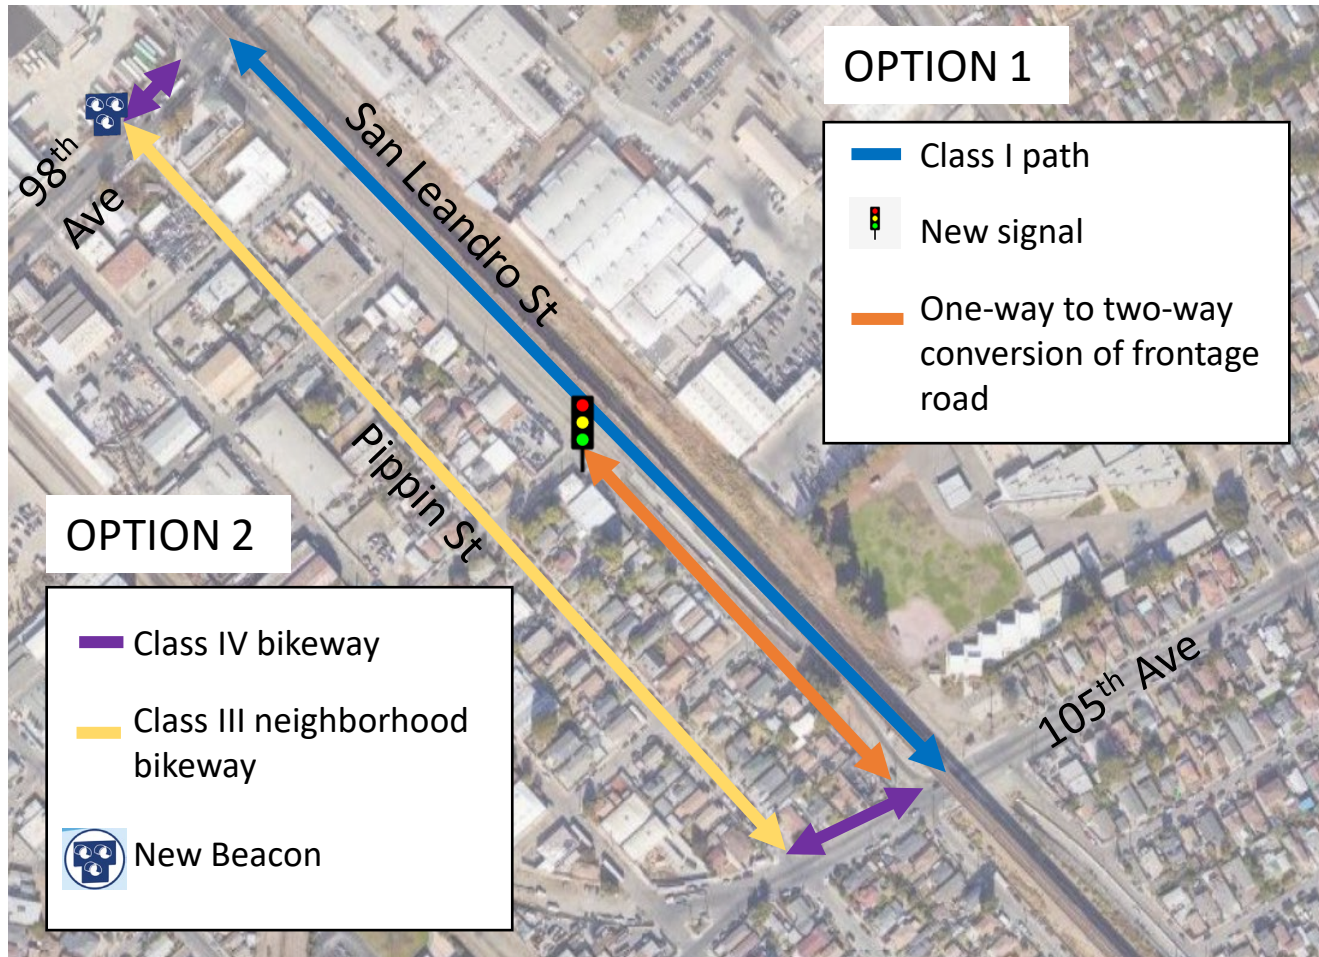 OPTION 1
Class I path
New signal
One-way to two-way
conversion of frontage
road
98th
Ave
San Leandro St
Pippin St
105th Ave
OPTION 2
Class IV bikeway
Class III neighborhood
bikeway
New Beacon